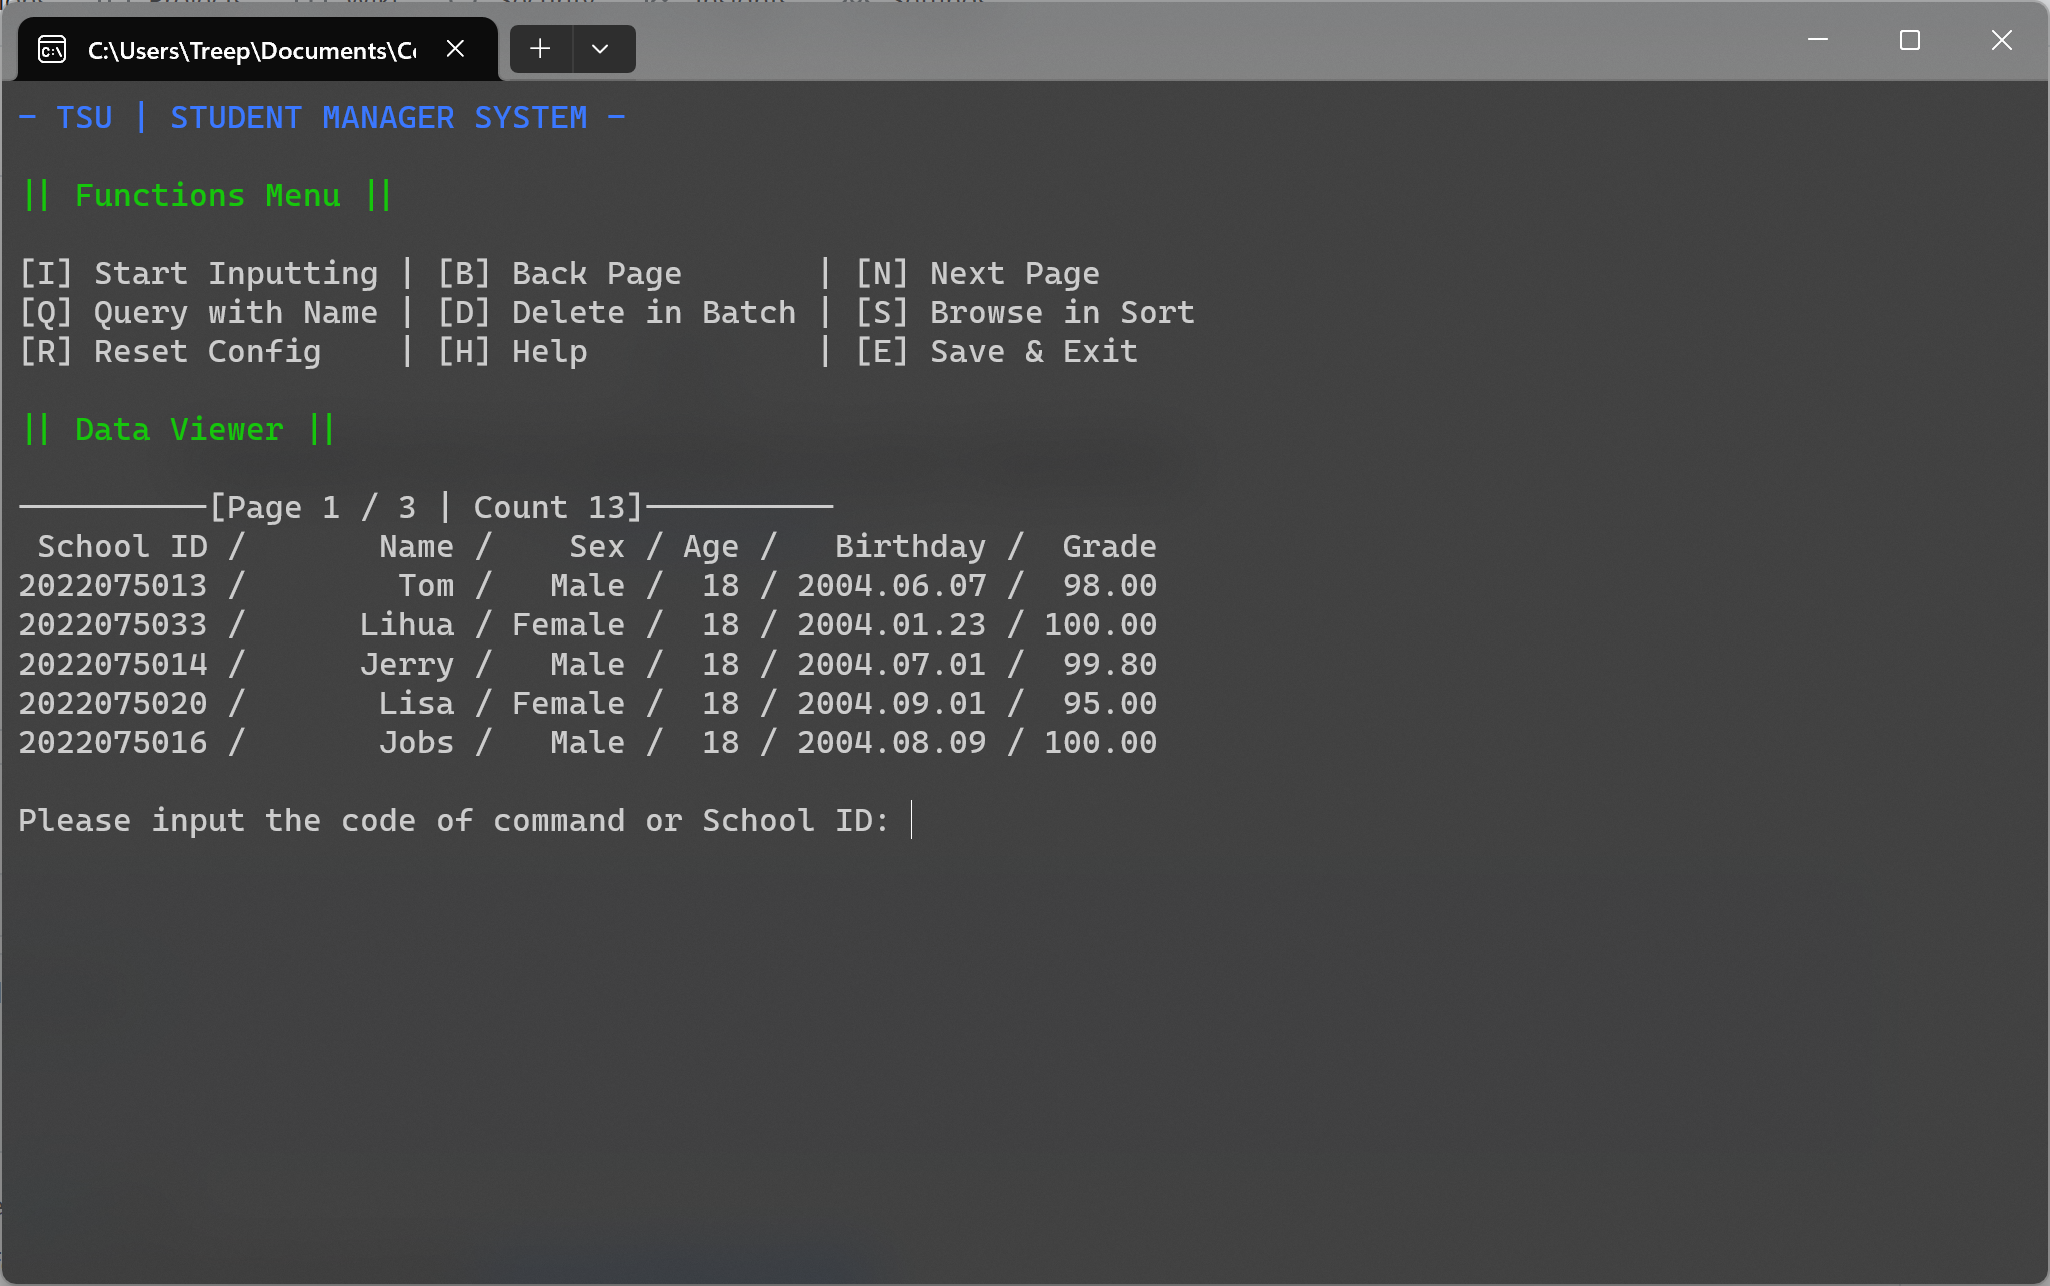 C:\Users\Treep\Documents\C
- TSU | STUDENT MANAGER SYSTEM -
|| Functions Menu ||
[I] Start Inputting | [B] Back Page | [N] Next Page
[Q] Query with Name | [D] Delete in Batch | [S] Browse in Sort
[R] Reset Config | [H] Help | [E] Save & Exit
|| Data Viewer ||
──────────[Page 1 / 3 | Count 13]──────────
School ID / Name / Sex / Age / Birthday / Grade
2022075013 / Tom / Male / 18 / 2004.06.07 / 98.00
2022075033 / Lihua / Female / 18 / 2004.01.23 / 100.00
2022075014 / Jerry / Male / 18 / 2004.07.01 / 99.80
2022075020 / Lisa / Female / 18 / 2004.09.01 / 95.00
2022075016 / Jobs / Male / 18 / 2004.08.09 / 100.00
Please input the code of command or School ID: